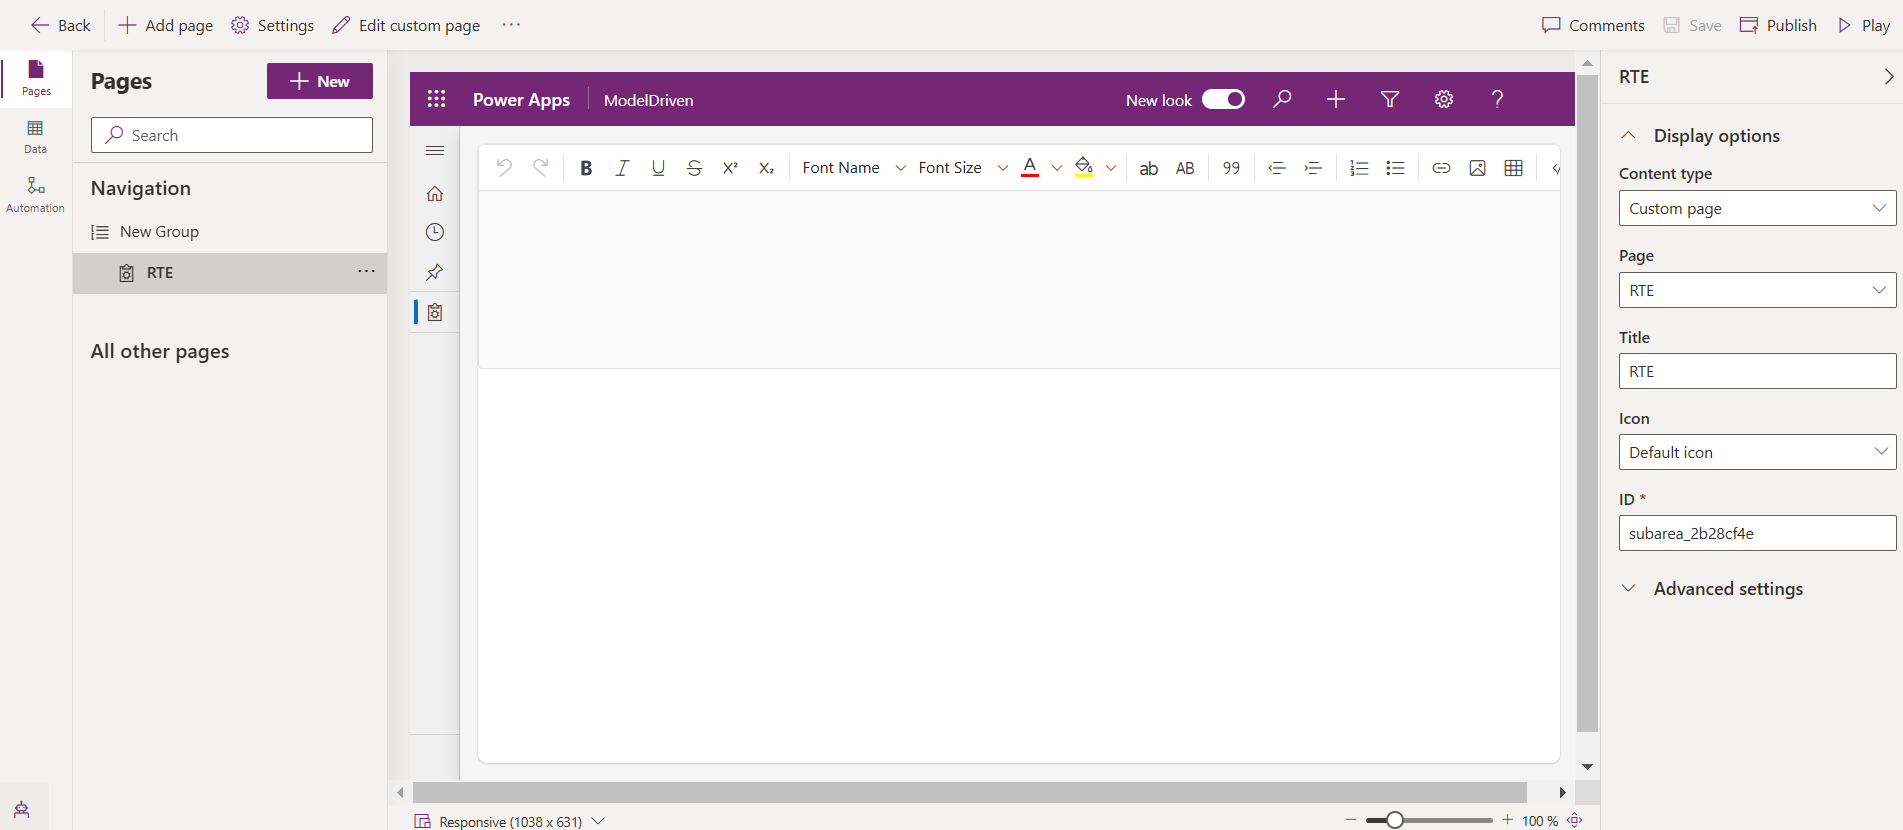 Back
Add page
Settings
Edit custom page
Comments
Save
Publish
Play
Pages
Data
Automation
Pages
New
Search
Navigation
New Group
RTE
All other pages
Power Apps
ModelDriven
New look
B I U S X² X₂ Font Name Font Size A ab AB 99
Responsive (1038 x 631)
100 %
RTE
Display options
Content type
Custom page
Page
RTE
Title
RTE
Icon
Default icon
ID *
subarea_2b28cf4e
Advanced settings